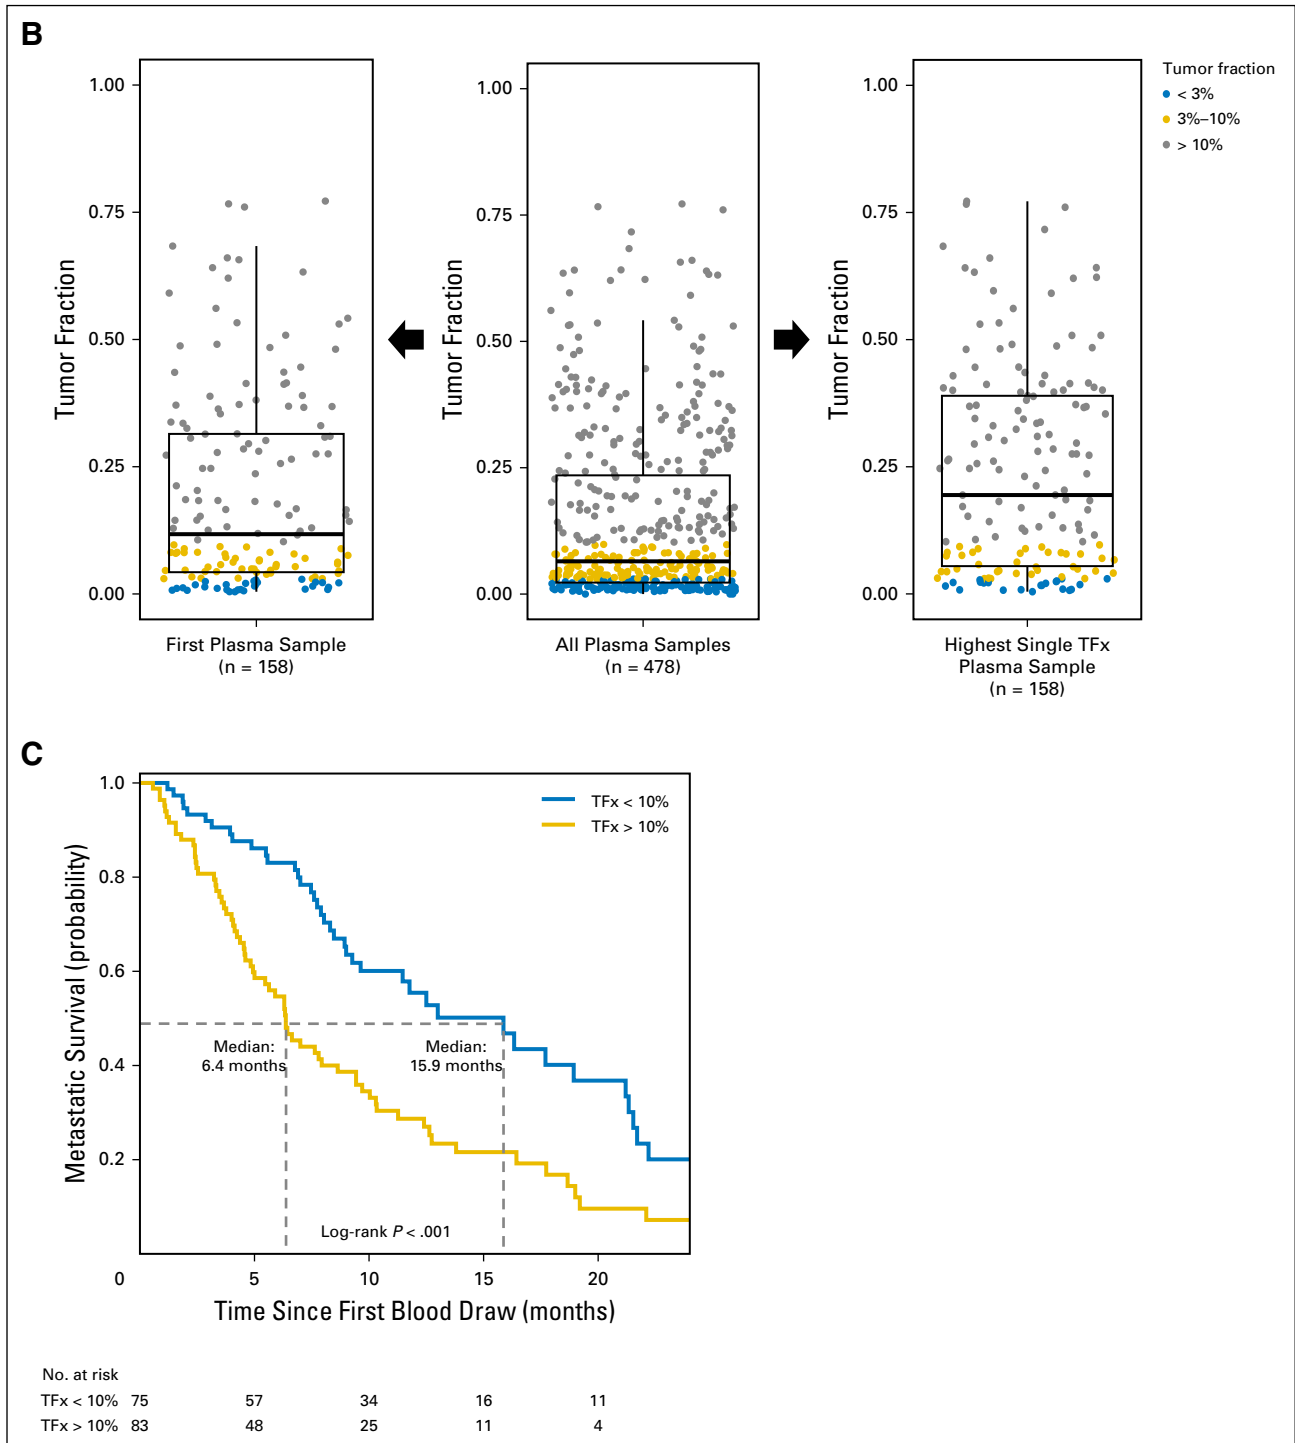 B
1.00
0.75
0.50
0.25
0.00
Tumor Fraction
First Plasma Sample
(n = 158)
1.00
0.75
0.50
0.25
0.00
Tumor Fraction
All Plasma Samples
(n = 478)
1.00
0.75
0.50
0.25
0.00
Tumor Fraction
Highest Single TFx
Plasma Sample
(n = 158)
Tumor fraction
< 3%
3%–10%
> 10%
C
1.0
0.8
0.6
0.4
0.2
Metastatic Survival (probability)
TFx < 10%
TFx > 10%
Median:
6.4 months
Median:
15.9 months
Log-rank P < .001
0 5 10 15 20
Time Since First Blood Draw (months)
No. at risk
TFx < 10% 75 57 34 16 11
TFx > 10% 83 48 25 11 4